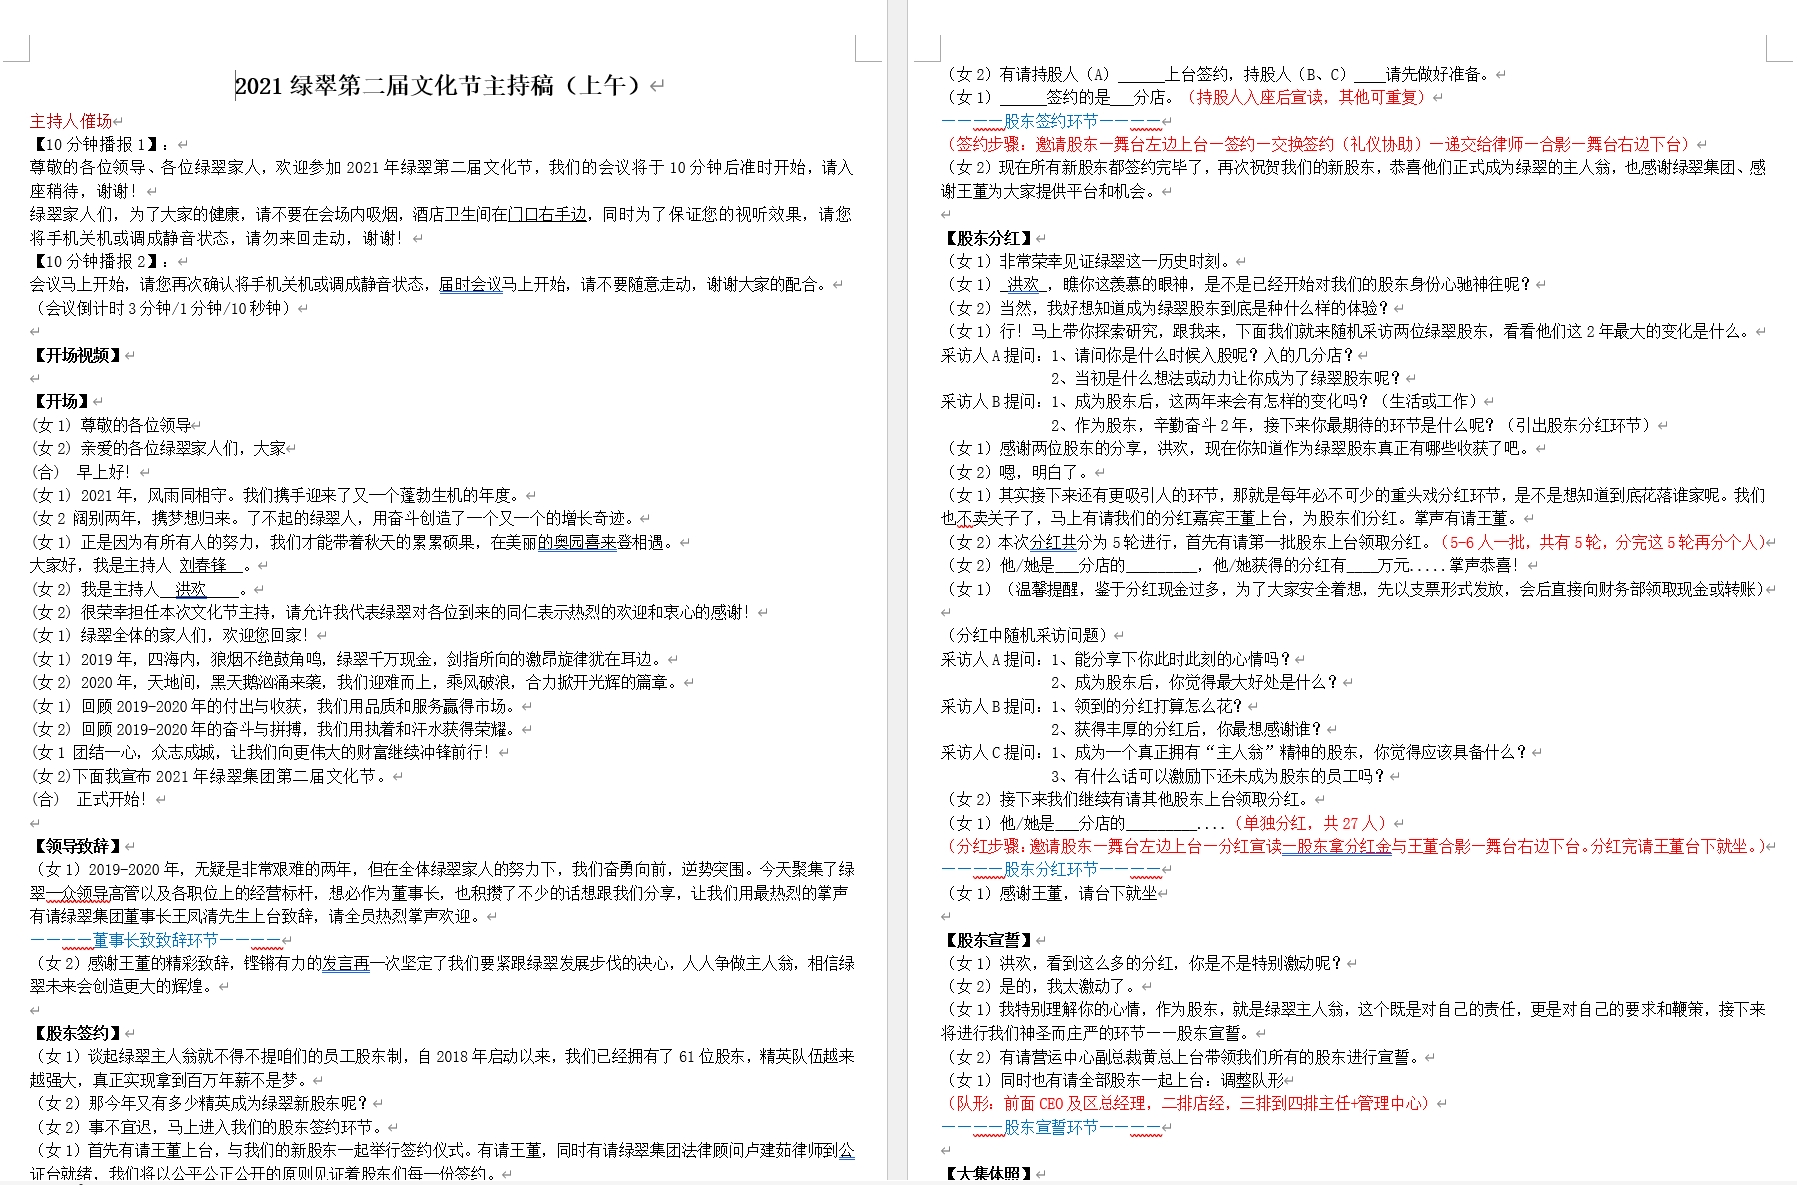 2021 绿翠第二届文化节主持稿（上午）
主持人催场
【10 分钟播报 1】：
尊敬的各位领导、各位绿翠家人，欢迎参加 2021 年绿翠第二届文化节，我们的会议将于 10 分钟后准时开始，请入
座稍待，谢谢！
绿翠家人们，为了大家的健康，请不要在会场内吸烟，酒店卫生间在门口右手边，同时为了保证您的视听效果，请您
将手机关机或调成静音状态，请勿来回走动，谢谢！
【10 分钟播报 2】：
会议马上开始，请您再次确认将手机关机或调成静音状态，届时会议马上开始，请不要随意走动，谢谢大家的配合。
（会议倒计时 3 分钟/1 分钟/10 秒钟）
【开场视频】
【开场】
(女 1) 尊敬的各位领导
(女 2) 亲爱的各位绿翠家人们，大家
(合) 早上好！
(女 1) 2021 年，风雨同相守。我们携手迎来了又一个蓬勃生机的年度。
(女 2 阔别两年，携梦想归来。了不起的绿翠人，用奋斗创造了一个又一个的增长奇迹。
(女 1) 正是因为有所有人的努力，我们才能带着秋天的累累硕果，在美丽的奥园喜来登相遇。
大家好，我是主持人 刘春锋__。
(女 2) 我是主持人__洪欢____。
(女 2) 很荣幸担任本次文化节主持，请允许我代表绿翠对各位到来的同仁表示热烈的欢迎和衷心的感谢！
(女 1) 绿翠全体的家人们，欢迎您回家！
(女 1) 2019 年，四海内，狼烟不绝鼓角鸣，绿翠千万现金，剑指所向的激昂旋律犹在耳边。
(女 2) 2020 年，天地间，黑天鹅汹涌来袭，我们迎难而上，乘风破浪，合力掀开光辉的篇章。
(女 1) 回顾 2019-2020 年的付出与收获，我们用品质和服务赢得市场。
(女 2) 回顾 2019-2020 年的奋斗与拼搏，我们用执着和汗水获得荣耀。
(女 1 团结一心，众志成城，让我们向更伟大的财富继续冲锋前行！
(女 2)下面我宣布 2021 年绿翠集团第二届文化节。
(合) 正式开始！
【领导致辞】
（女 1）2019-2020 年，无疑是非常艰难的两年，但在全体绿翠家人的努力下，我们奋勇向前，逆势突围。今天聚集了绿
翠一众领导高管以及各职位上的经营标杆，想必作为董事长，也积攒了不少的话想跟我们分享，让我们用最热烈的掌声
有请绿翠集团董事长王凤清先生上台致辞，请全员热烈掌声欢迎。
————董事长致致辞环节————
（女 2）感谢王董的精彩致辞，铿锵有力的发言再一次坚定了我们要紧跟绿翠发展步伐的决心，人人争做主人翁，相信绿
翠未来会创造更大的辉煌。
【股东签约】
（女 1）谈起绿翠主人翁就不得不提咱们的员工股东制，自 2018 年启动以来，我们已经拥有了 61 位股东，精英队伍越来
越强大，真正实现拿到百万年薪不是梦。
（女 2）那今年又有多少精英成为绿翠新股东呢？
（女 2）事不宜迟，马上进入我们的股东签约环节。
（女 1）首先有请王董上台，与我们的新股东一起举行签约仪式。有请王董，同时有请绿翠集团法律顾问卢建茹律师到公
证台就绪，我们将以公平公正公开的原则见证着股东们每一份签约。
（女 2）有请持股人（A）______上台签约，持股人（B、C）____请先做好准备。
（女 1）______签约的是___分店。（持股人入座后宣读，其他可重复）
————股东签约环节————
（签约步骤：邀请股东—舞台左边上台—签约—交换签约（礼仪协助）—递交给律师—合影—舞台右边下台）
（女 2）现在所有新股东都签约完毕了，再次祝贺我们的新股东，恭喜他们正式成为绿翠的主人翁，也感谢绿翠集团、感
谢王董为大家提供平台和机会。
【股东分红】
（女 1）非常荣幸见证绿翠这一历史时刻。
（女 1）_洪欢_，瞧你这羡慕的眼神，是不是已经开始对我们的股东身份心驰神往呢？
（女 2）当然，我好想知道成为绿翠股东到底是种什么样的体验？
（女 1）行！马上带你探索研究，跟我来，下面我们就来随机采访两位绿翠股东，看看他们这 2 年最大的变化是什么。
采访人 A 提问：1、请问你是什么时候入股呢？入的几分店？
2、当初是什么想法或动力让你成为了绿翠股东呢？
采访人 B 提问：1、成为股东后，这两年来会有怎样的变化吗？（生活或工作）
2、作为股东，辛勤奋斗 2 年，接下来你最期待的环节是什么呢？（引出股东分红环节）
（女 1）感谢两位股东的分享，洪欢，现在你知道作为绿翠股东真正有哪些收获了吧。
（女 2）嗯，明白了。
（女 1）其实接下来还有更吸引人的环节，那就是每年必不可少的重头戏分红环节，是不是想知道到底花落谁家呢。我们
也不卖关子了，马上有请我们的分红嘉宾王董上台，为股东们分红。掌声有请王董。
（女 2）本次分红共分为 5 轮进行，首先有请第一批股东上台领取分红。（5-6 人一批，共有 5 轮，分完这 5 轮再分个人）
（女 2）他/她是___分店的_________，他/她获得的分红有____万元.....掌声恭喜！
（女 1）（温馨提醒，鉴于分红现金过多，为了大家安全着想，先以支票形式发放，会后直接向财务部领取现金或转账）
（分红中随机采访问题）
采访人 A 提问：1、能分享下你此时此刻的心情吗？
2、成为股东后，你觉得最大好处是什么？
采访人 B 提问：1、领到的分红打算怎么花？
2、获得丰厚的分红后，你最想感谢谁？
采访人 C 提问：1、成为一个真正拥有“主人翁”精神的股东，你觉得应该具备什么？
3、有什么话可以激励下还未成为股东的员工吗？
（女 2）接下来我们继续有请其他股东上台领取分红。
（女 1）他/她是___分店的_________....（单独分红，共 27 人）
（分红步骤：邀请股东—舞台左边上台—分红宣读—股东拿分红金与王董合影—舞台右边下台。分红完请王董台下就坐。）
————股东分红环节————
（女 1）感谢王董，请台下就坐
【股东宣誓】
（女 1）洪欢，看到这么多的分红，你是不是特别激动呢？
（女 2）是的，我太激动了。
（女 1）我特别理解你的心情，作为股东，就是绿翠主人翁，这个既是对自己的责任，更是对自己的要求和鞭策，接下来
将进行我们神圣而庄严的环节——股东宣誓。
（女 2）有请营运中心副总裁黄总上台带领我们所有的股东进行宣誓。
（女 1）同时也有请全部股东一起上台：调整队形
（队形：前面 CEO 及区总经理，二排店经，三排到四排主任+管理中心）
————股东宣誓环节————
【大集体照】